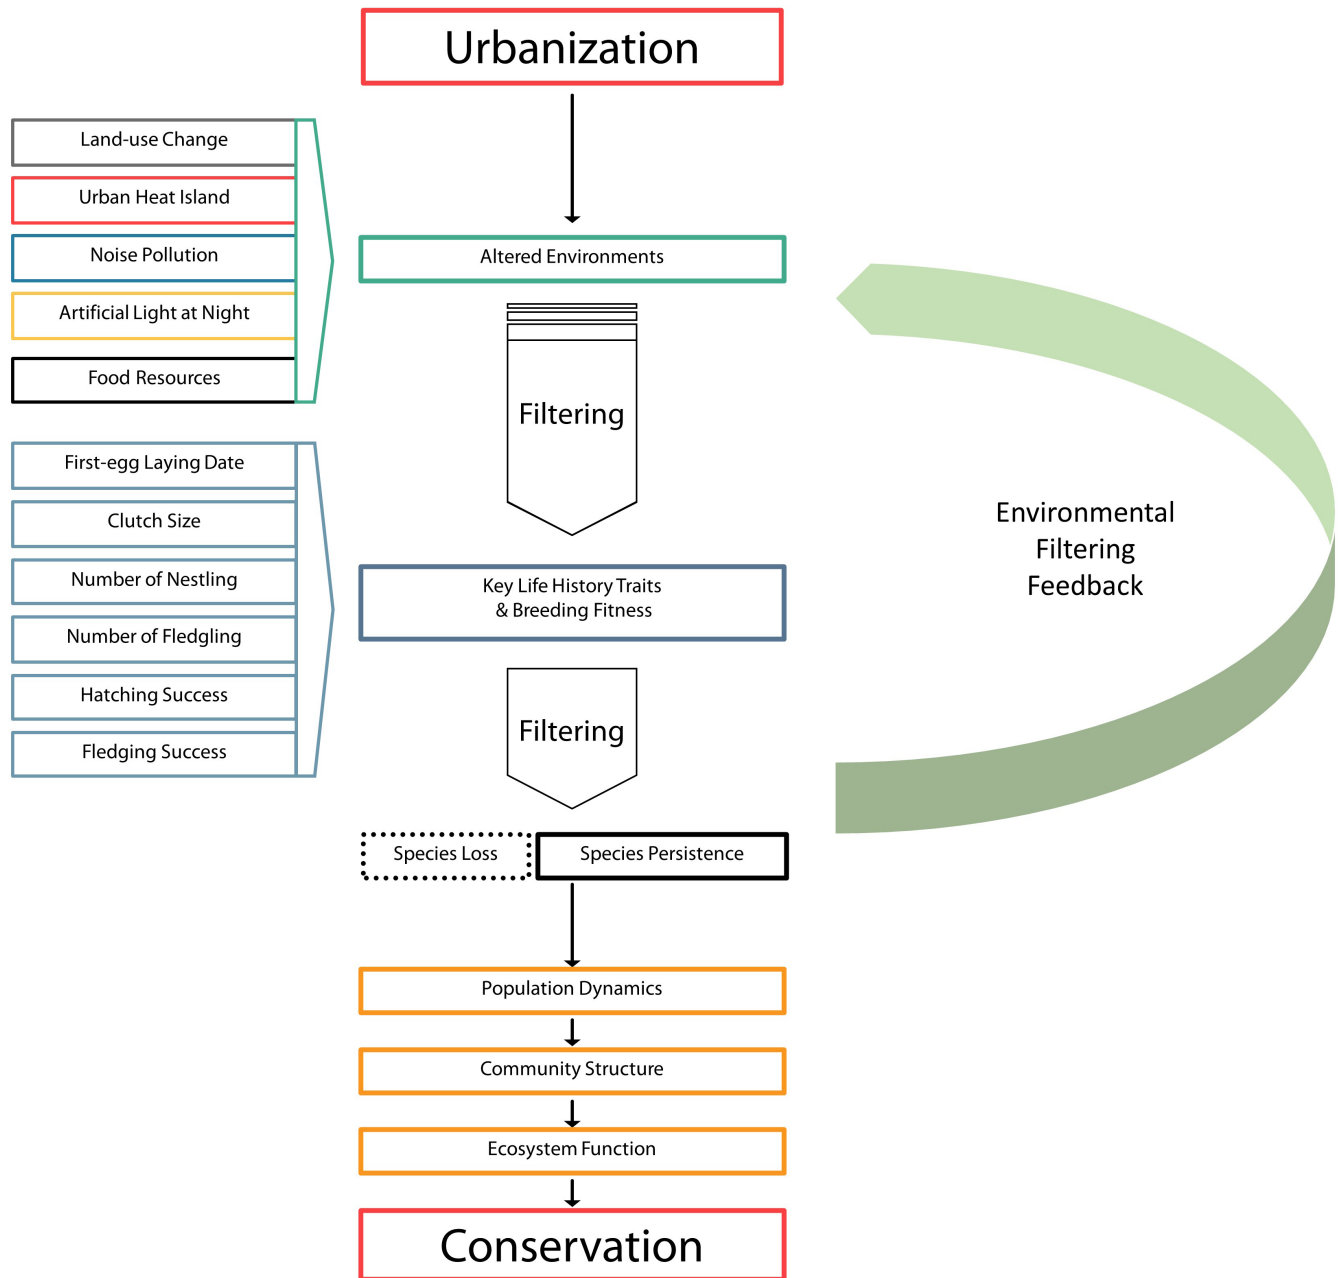 Urbanization
Land-use Change
Urban Heat Island
Noise Pollution
Artificial Light at Night
Food Resources
Altered Environments
Filtering
First-egg Laying Date
Clutch Size
Number of Nestling
Number of Fledgling
Hatching Success
Fledging Success
Key Life History Traits
& Breeding Fitness
Filtering
Environmental
Filtering
Feedback
Species Loss
Species Persistence
Population Dynamics
Community Structure
Ecosystem Function
Conservation